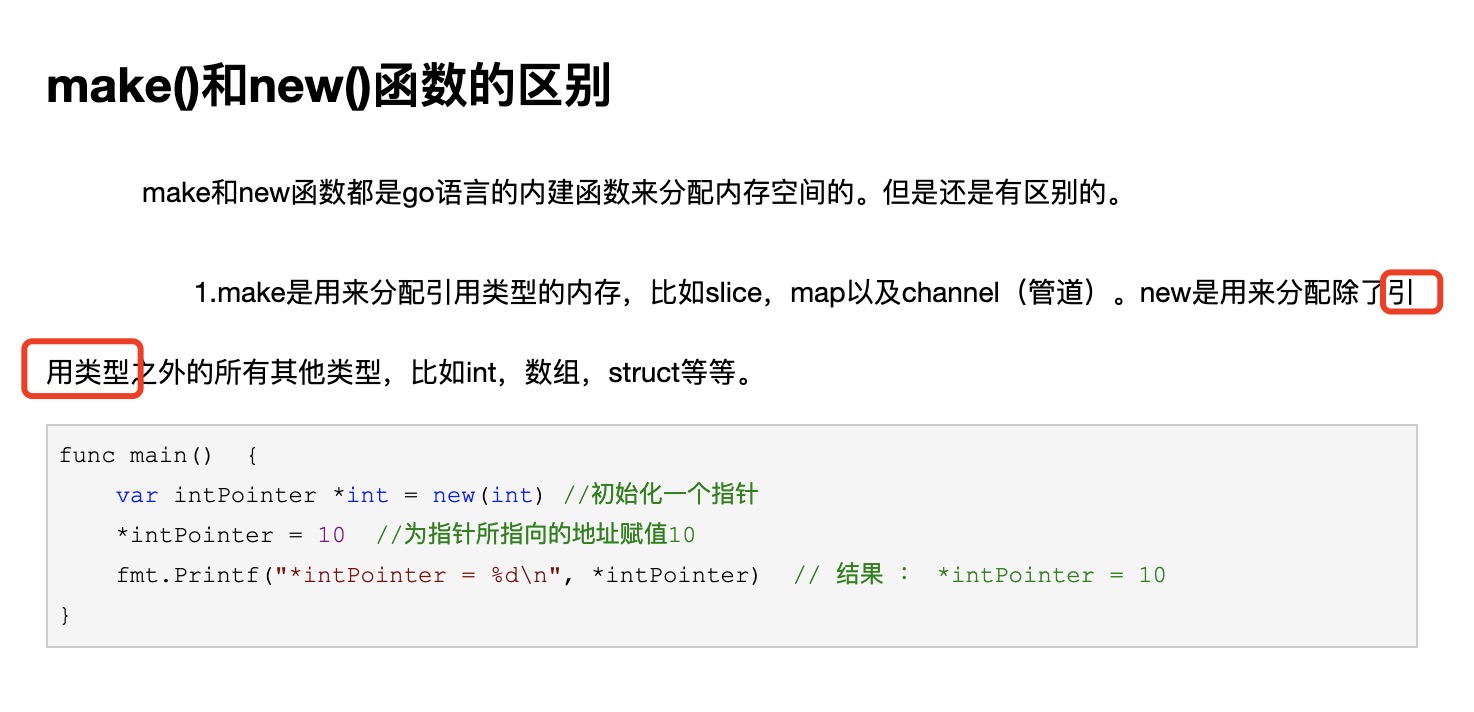 make()和new()函数的区别
make和new函数都是go语言的内建函数来分配内存空间的。但是还是有区别的。
1.make是用来分配引用类型的内存，比如slice，map以及channel（管道）。new是用来分配除了引
用类型之外的所有其他类型，比如int，数组，struct等等。
func main()  {
    var intPointer *int = new(int) //初始化一个指针
    *intPointer = 10  //为指针所指向的地址赋值10
    fmt.Printf("*intPointer = %d\n", *intPointer)  // 结果 ： *intPointer = 10
}